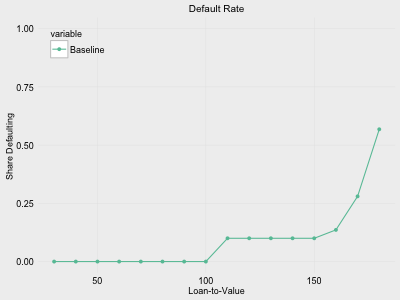 Default Rate
1.00
variable
Baseline
0.75
Share Defaulting
0.50
0.25
0.00
50
100
150
Loan-to-Value